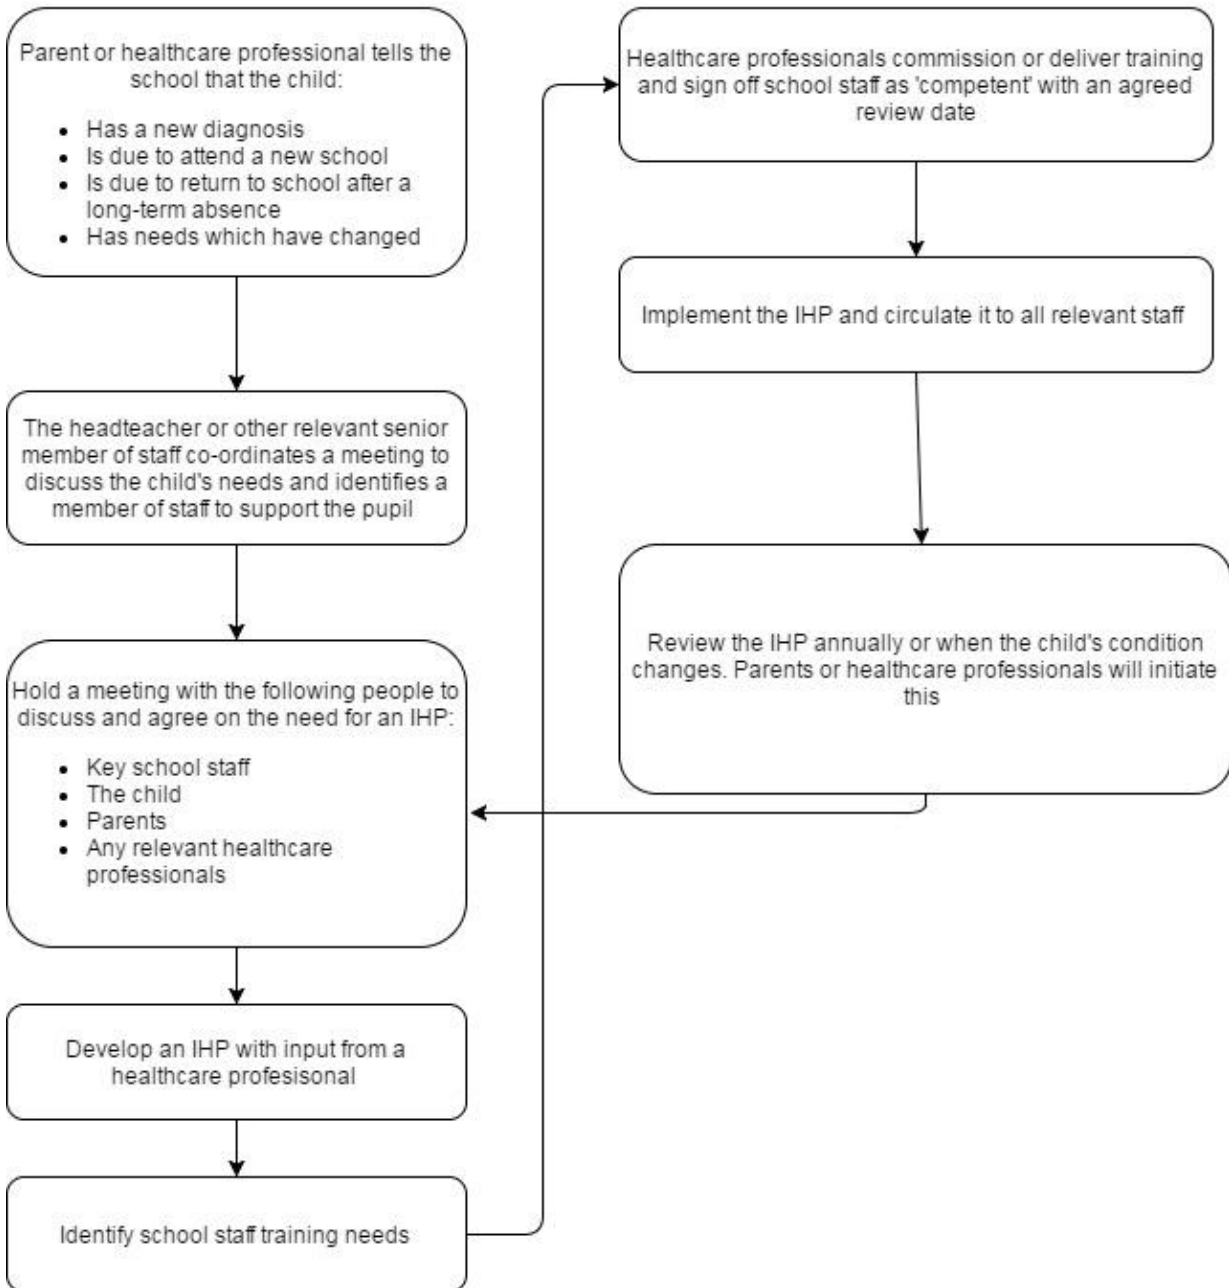 Parent or healthcare professional tells the
school that the child:
• Has a new diagnosis
• Is due to attend a new school
• Is due to return to school after a
long-term absence
• Has needs which have changed
The headteacher or other relevant senior
member of staff co-ordinates a meeting to
discuss the child's needs and identifies a
member of staff to support the pupil
Hold a meeting with the following people to
discuss and agree on the need for an IHP:
• Key school staff
• The child
• Parents
• Any relevant healthcare
professionals
Develop an IHP with input from a
healthcare profesisonal
Identify school staff training needs
Healthcare professionals commission or deliver training
and sign off school staff as 'competent' with an agreed
review date
Implement the IHP and circulate it to all relevant staff
Review the IHP annually or when the child's condition
changes. Parents or healthcare professionals will initiate
this